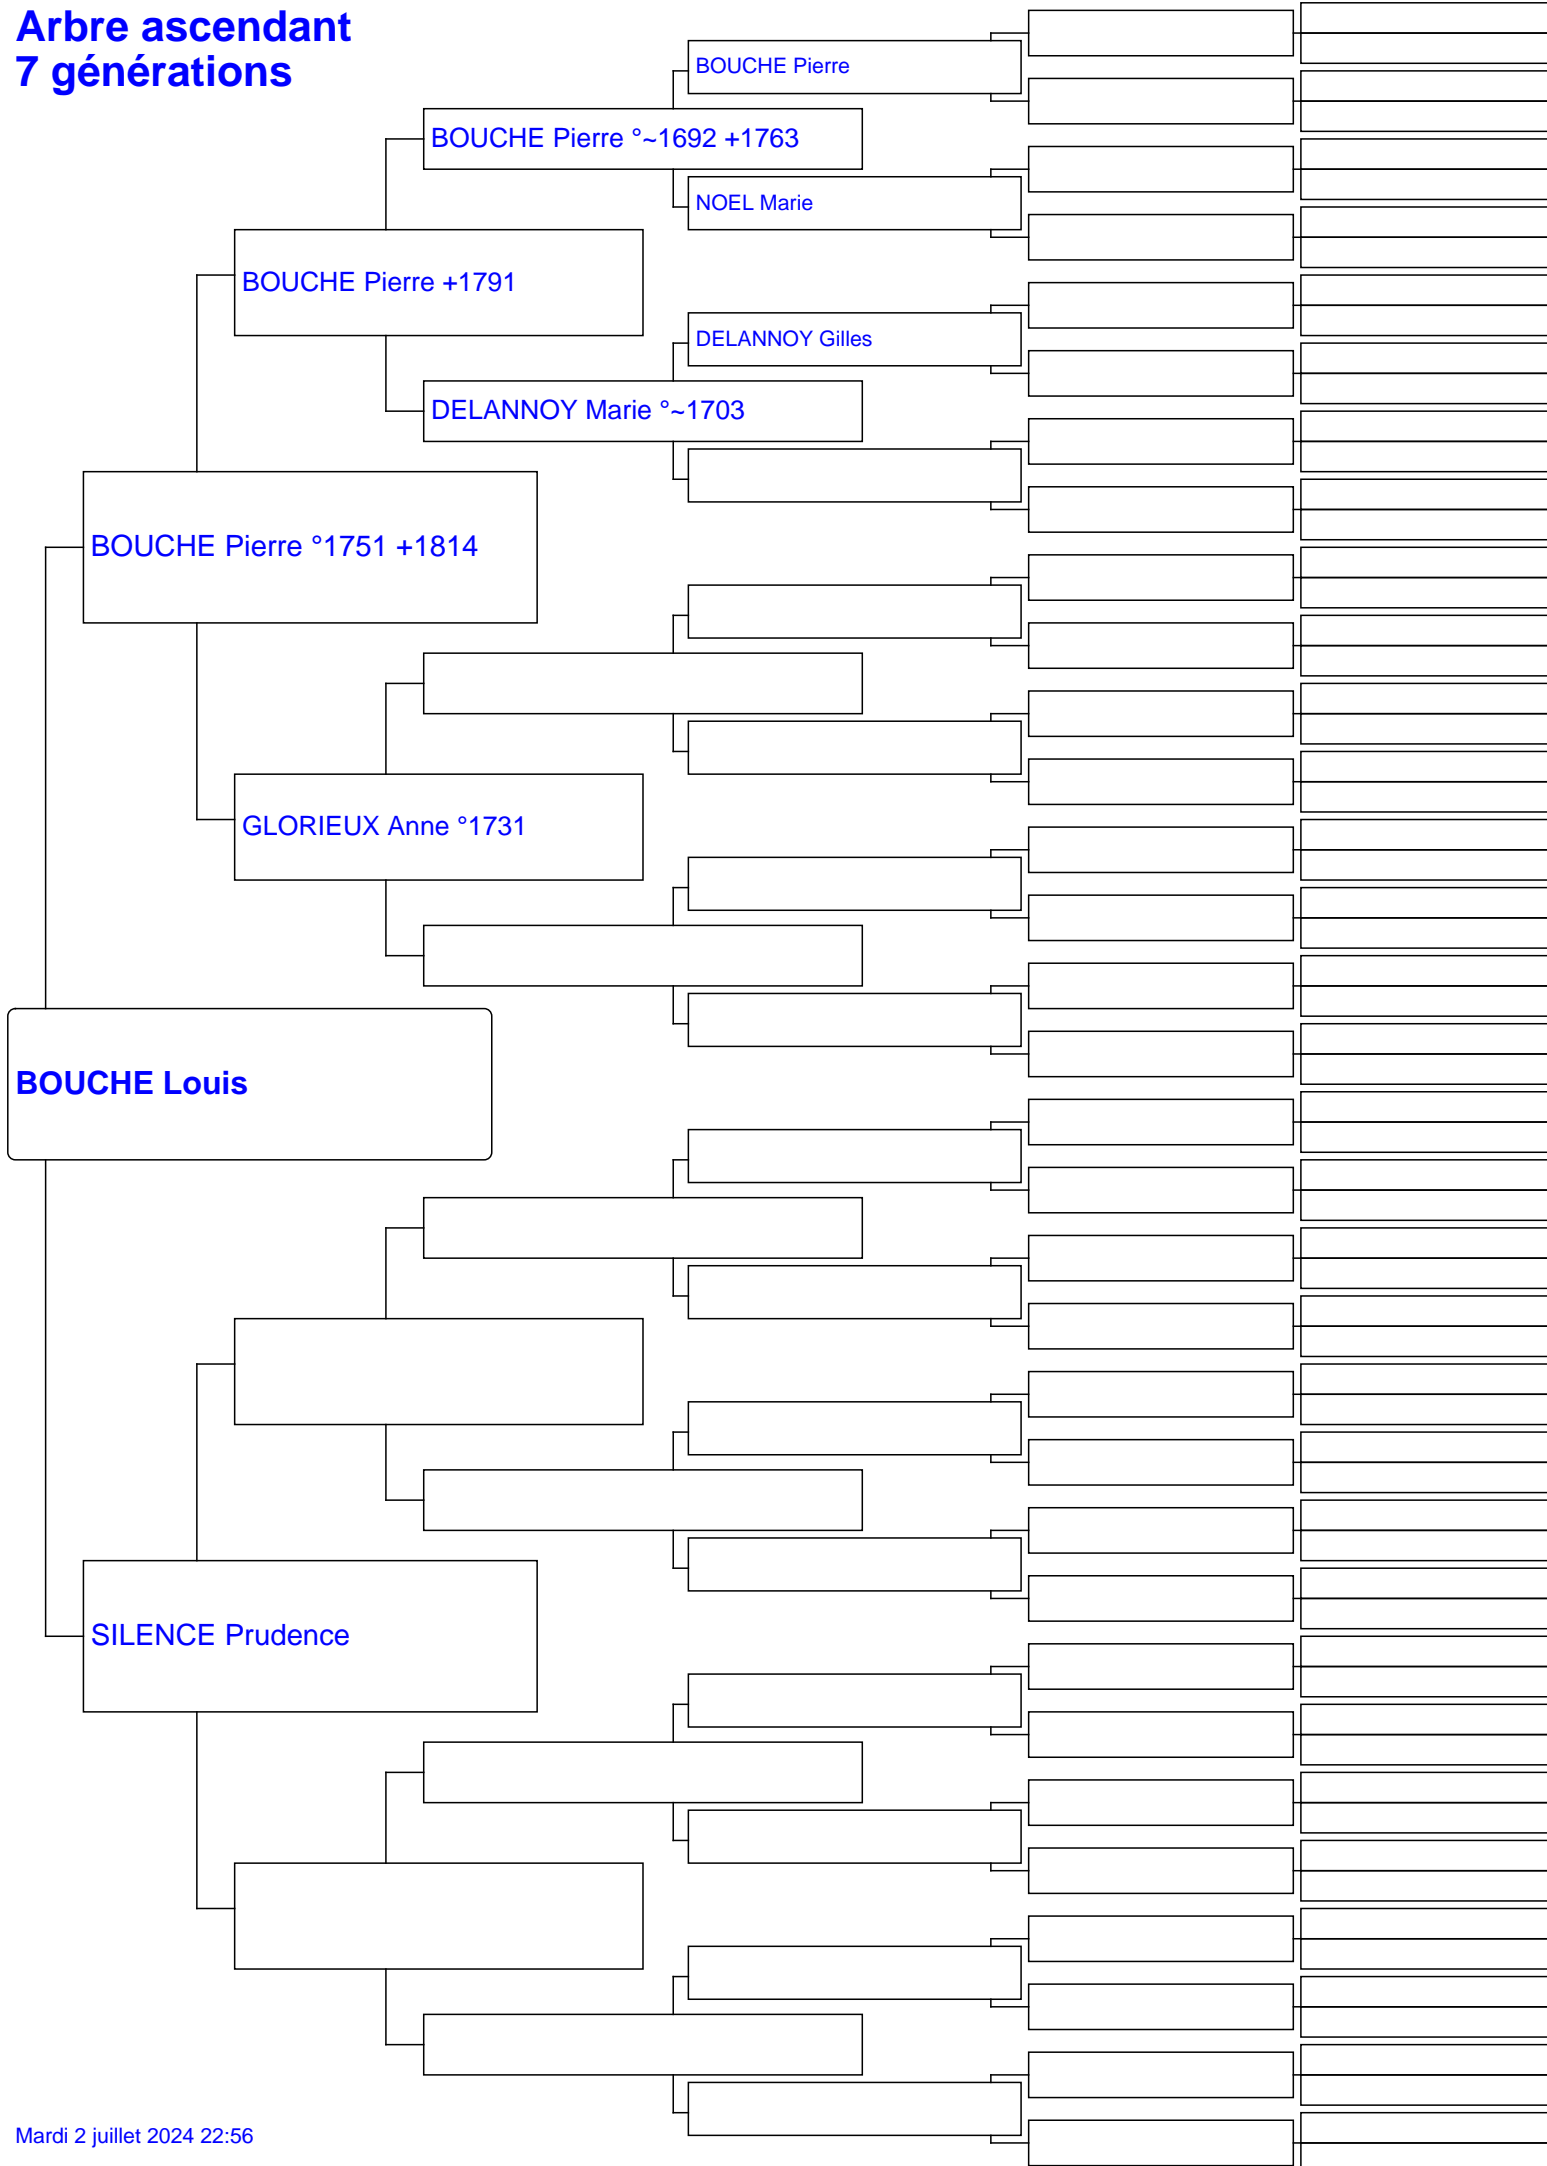 Arbre ascendant
7 générations
BOUCHE Pierre
BOUCHE Pierre °~1692 +1763
NOEL Marie
BOUCHE Pierre +1791
DELANNOY Gilles
DELANNOY Marie °~1703
BOUCHE Pierre °1751 +1814
GLORIEUX Anne °1731
BOUCHE Louis
SILENCE Prudence
Mardi 2 juillet 2024 22:56